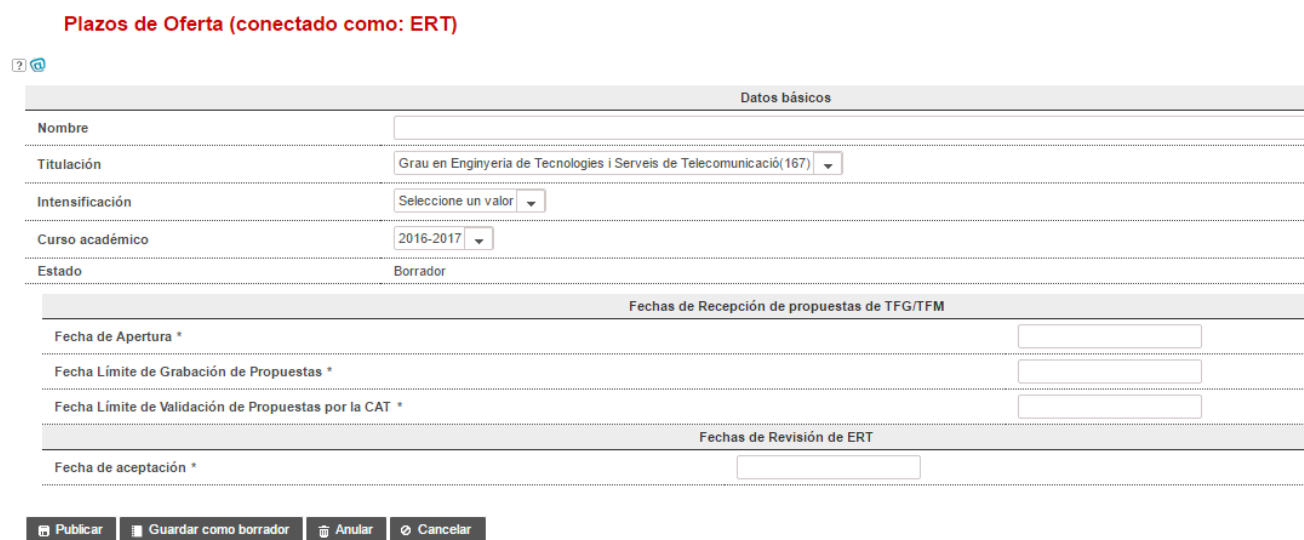 Plazos de Oferta (conectado como: ERT)
? @
Datos básicos
Nombre
Titulación Grau en Enginyeria de Tecnologies i Serveis de Telecomunicació(167)
Intensificación Seleccione un valor
Curso académico 2016-2017
Estado Borrador
Fechas de Recepción de propuestas de TFG/TFM
Fecha de Apertura *
Fecha Límite de Grabación de Propuestas *
Fecha Límite de Validación de Propuestas por la CAT *
Fechas de Revisión de ERT
Fecha de aceptación *
Publicar Guardar como borrador Anular Cancelar